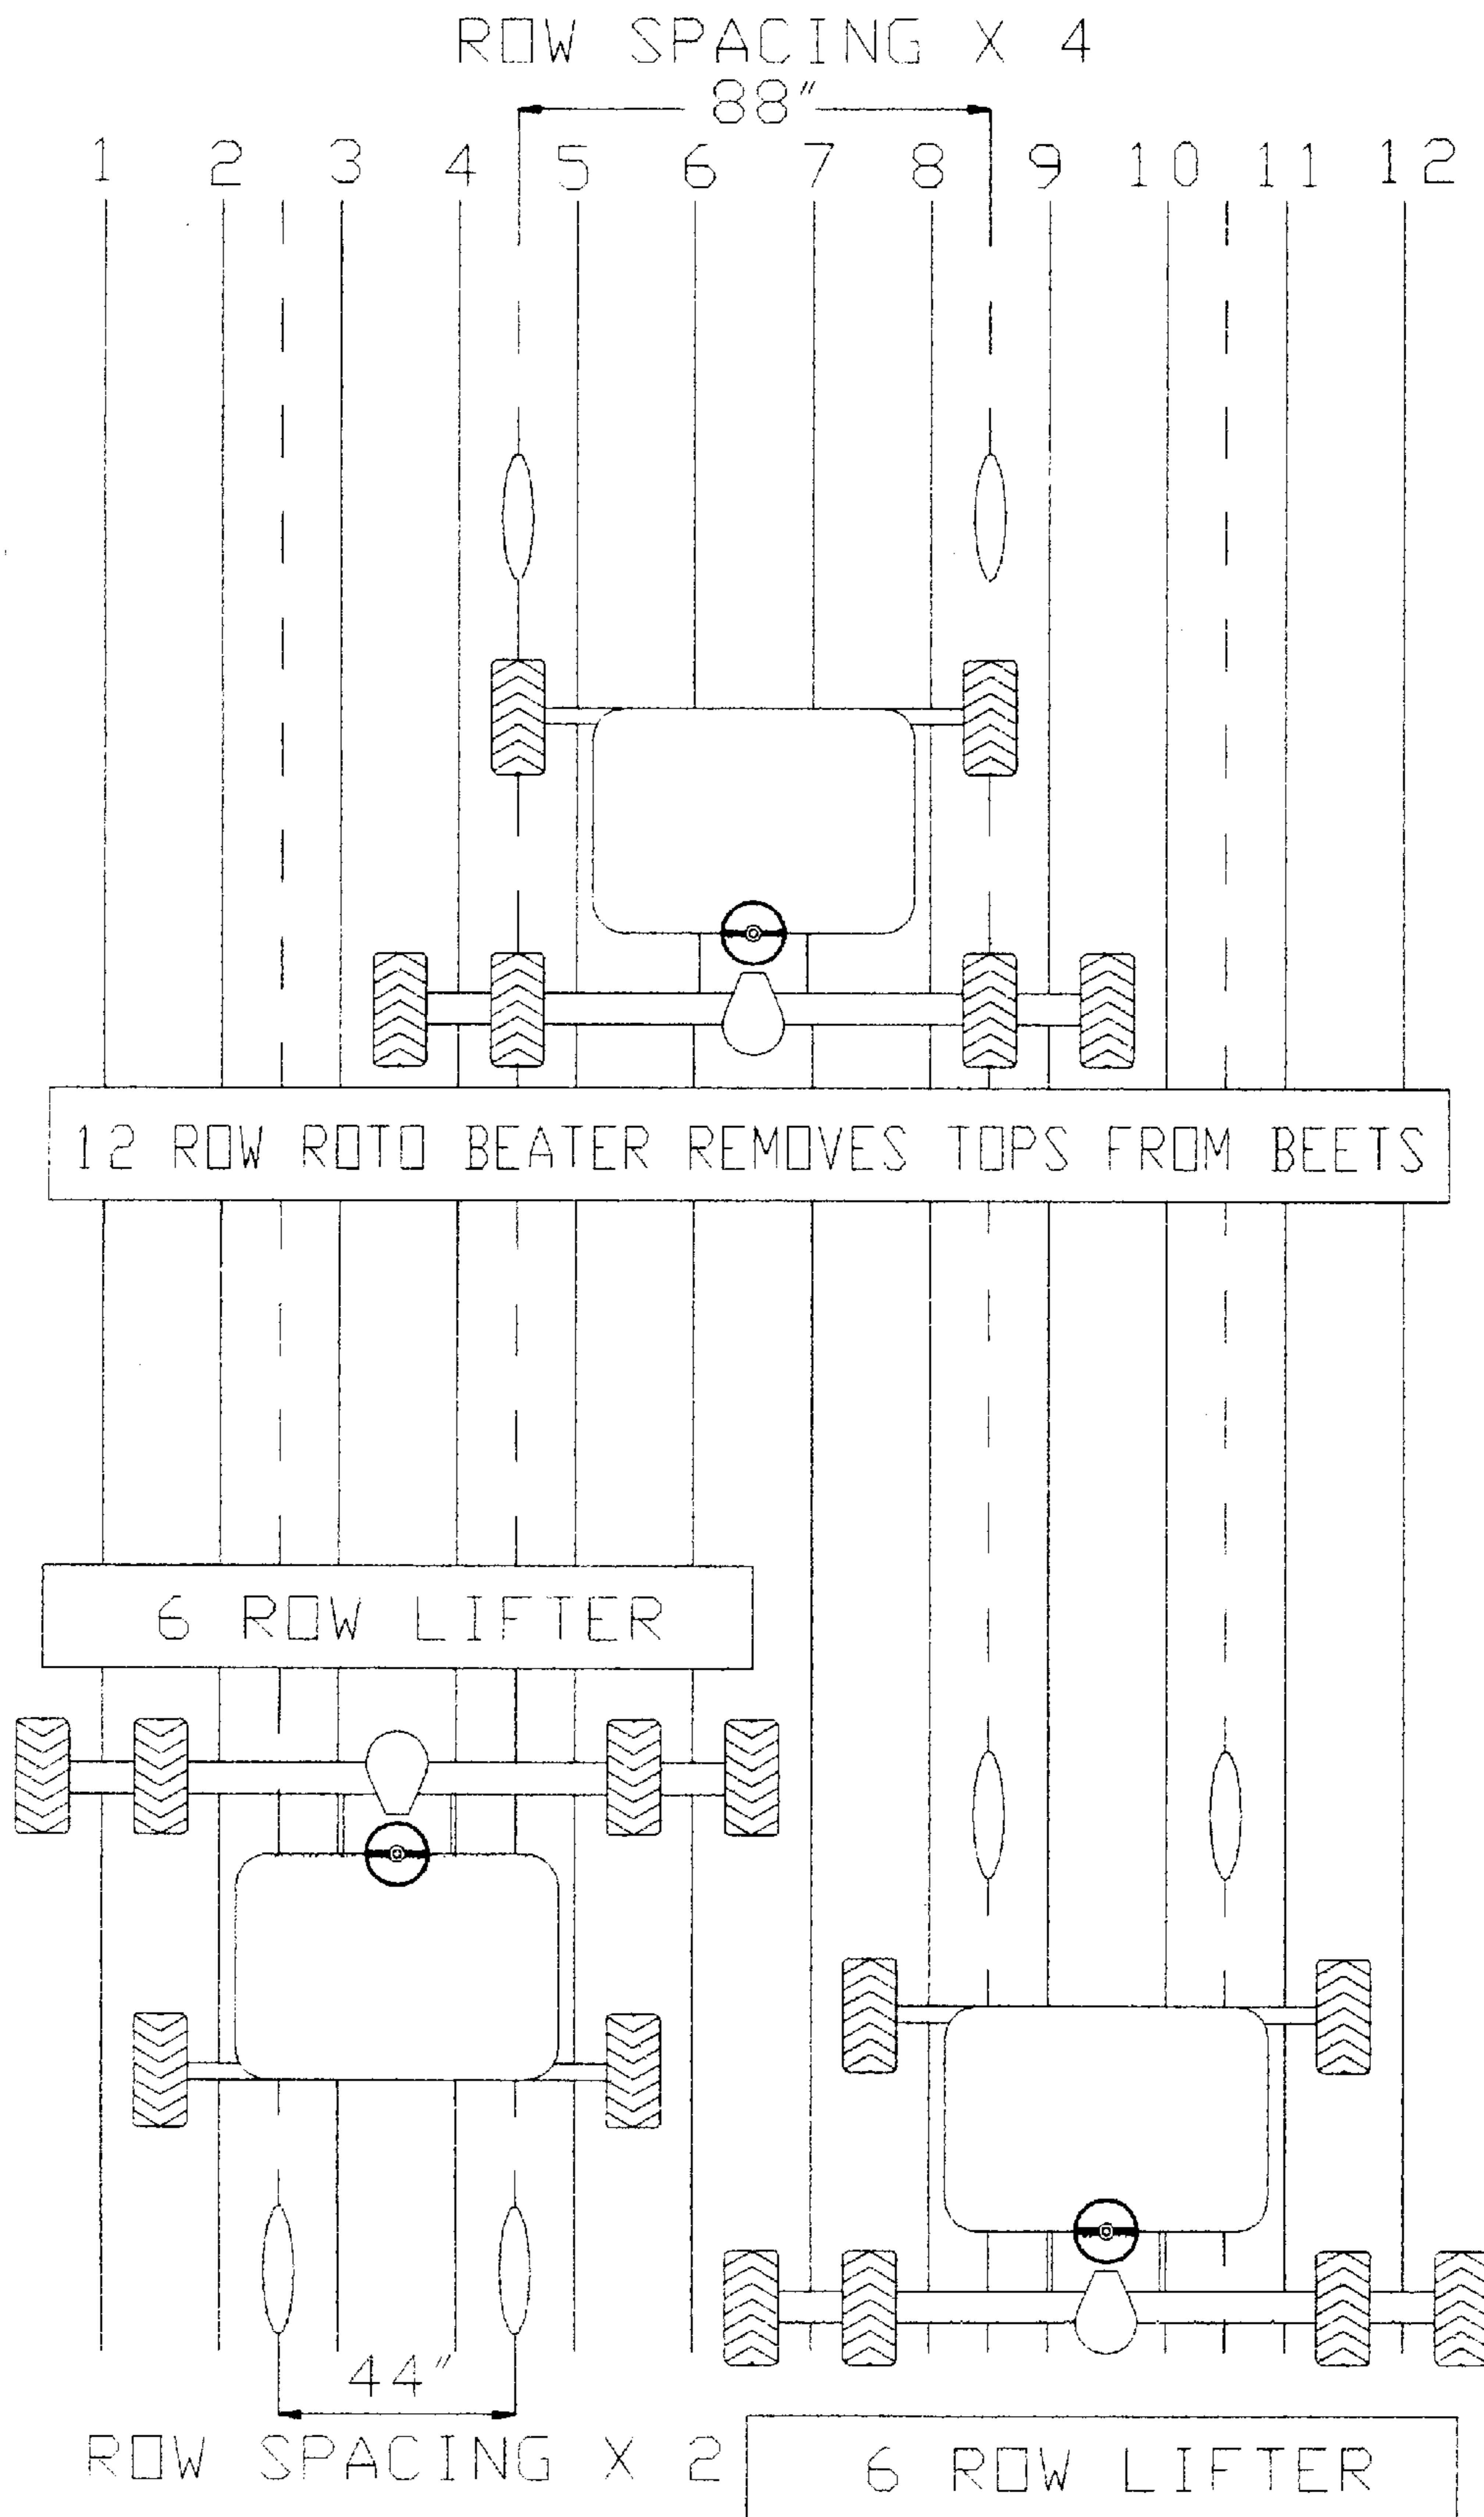 ROW SPACING X 4
88"
1 2 3 4 5 6 7 8 9 10 11 12
12 ROW ROTO BEATER REMOVES TOPS FROM BEETS
6 ROW LIFTER
44"
ROW SPACING X 2
6 ROW LIFTER